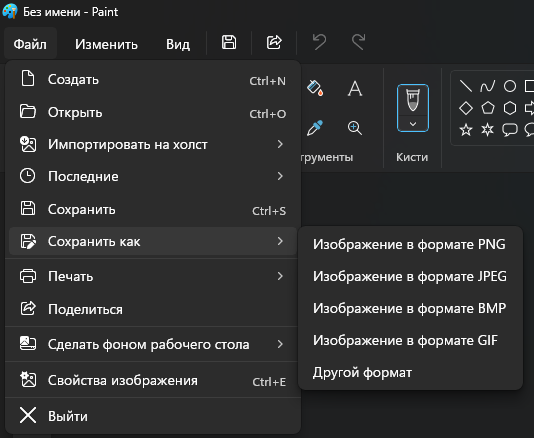 Без имени - Paint
Файл Изменить Вид
Создать Ctrl+N
Открыть Ctrl+O
Импортировать на холст
Последние
Сохранить Ctrl+S
Сохранить как
Печать
Поделиться
Сделать фоном рабочего стола
Свойства изображения Ctrl+E
Выйти
трументы
Кисти
Изображение в формате PNG
Изображение в формате JPEG
Изображение в формате BMP
Изображение в формате GIF
Другой формат